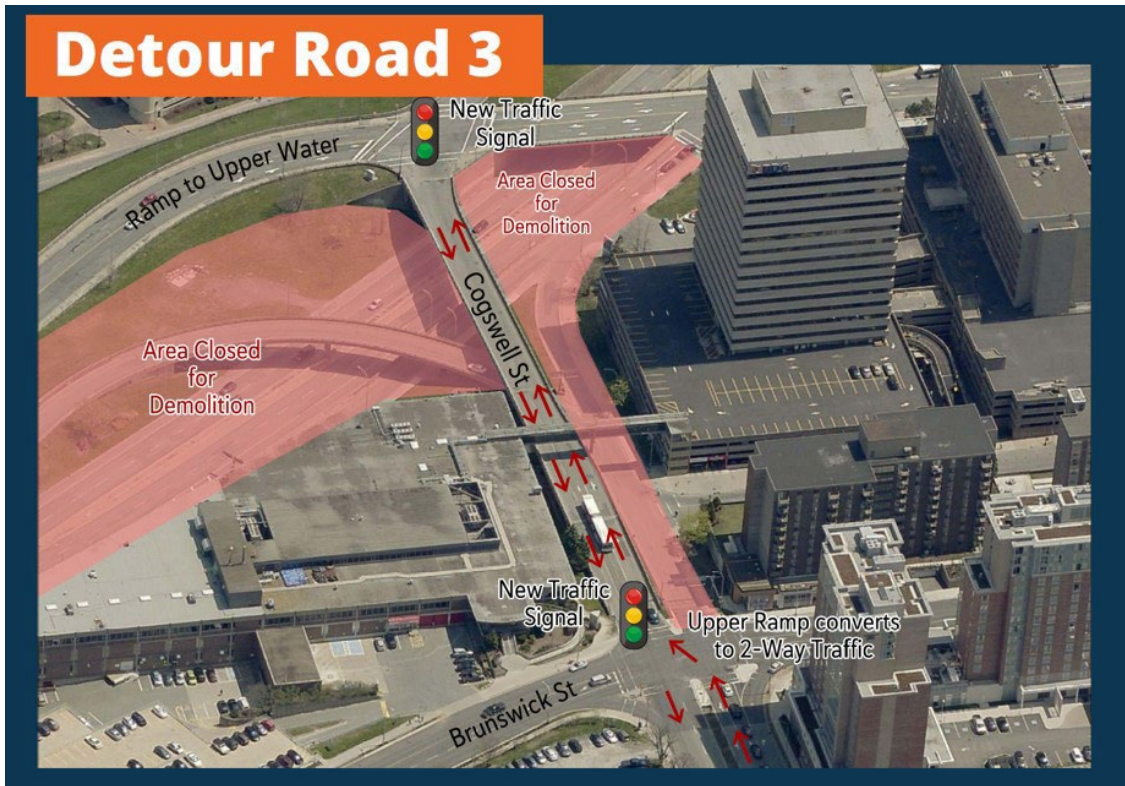 Detour Road 3
New Traffic
Signal
Ramp to Upper Water
Area Closed
for
Demolition
Cogswell St
Area Closed
for
Demolition
New Traffic
Signal
Upper Ramp converts
to 2-Way Traffic
Brunswick St